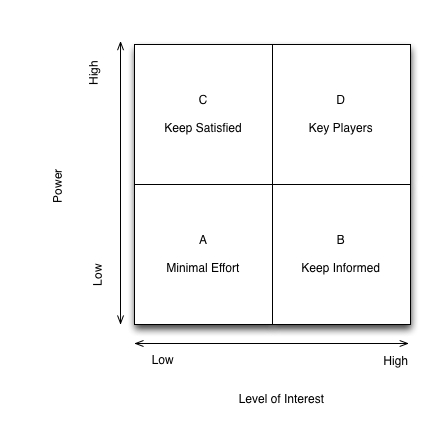 High
C
Keep Satisfied
D
Key Players
Power
Low
A
Minimal Effort
B
Keep Informed
Low
High
Level of Interest